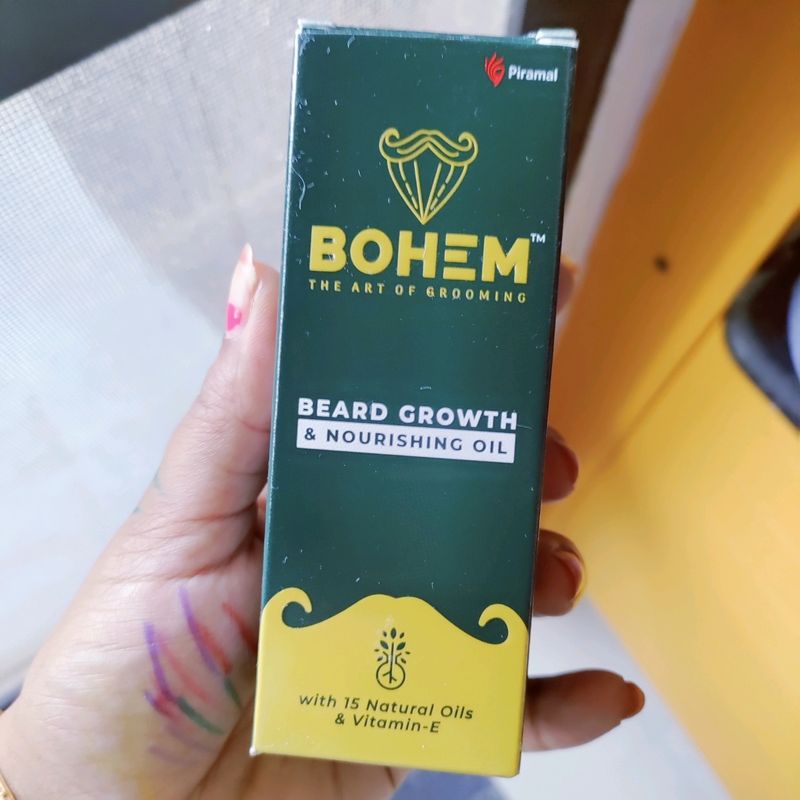 Piramal
BOHEM™
THE ART OF GROOMING
BEARD GROWTH
& NOURISHING OIL
with 15 Natural Oils
& Vitamin-E